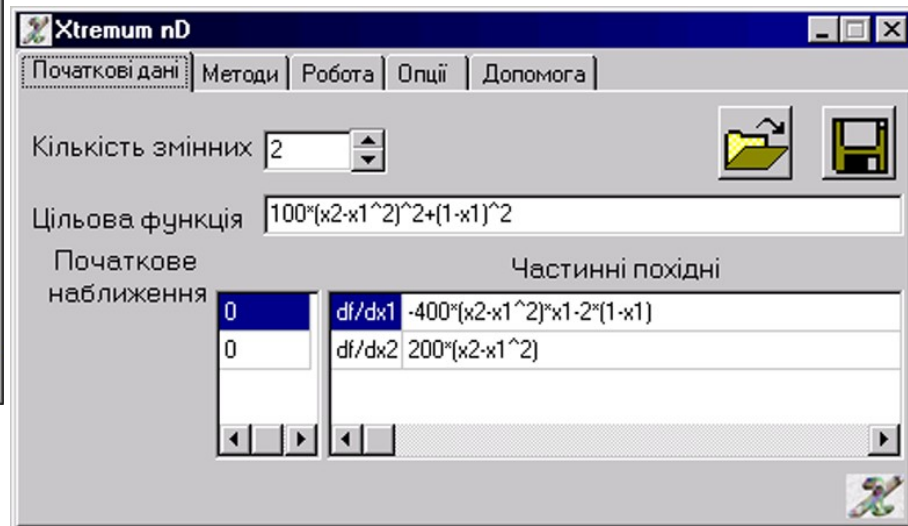 Xtremum nD
Початкові дані Методи Робота Опції Допомога
Кількість змінних 2
Цільова функція 100*(x2-x1^2)^2+(1-x1)^2
Початкове наближення
Частинні похідні
0 df/dx1 -400*(x2-x1^2)*x1-2*(1-x1)
0 df/dx2 200*(x2-x1^2)